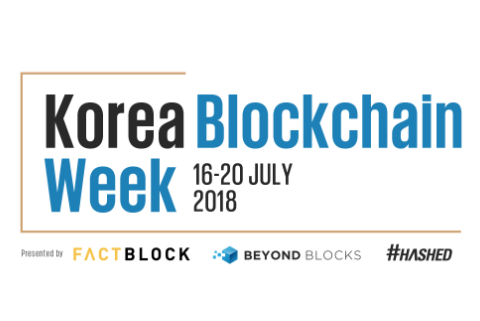 Korea Blockchain
Week 16-20 JULY
2018
Presented by FACTBLOCK BEYOND BLOCKS #HASHED